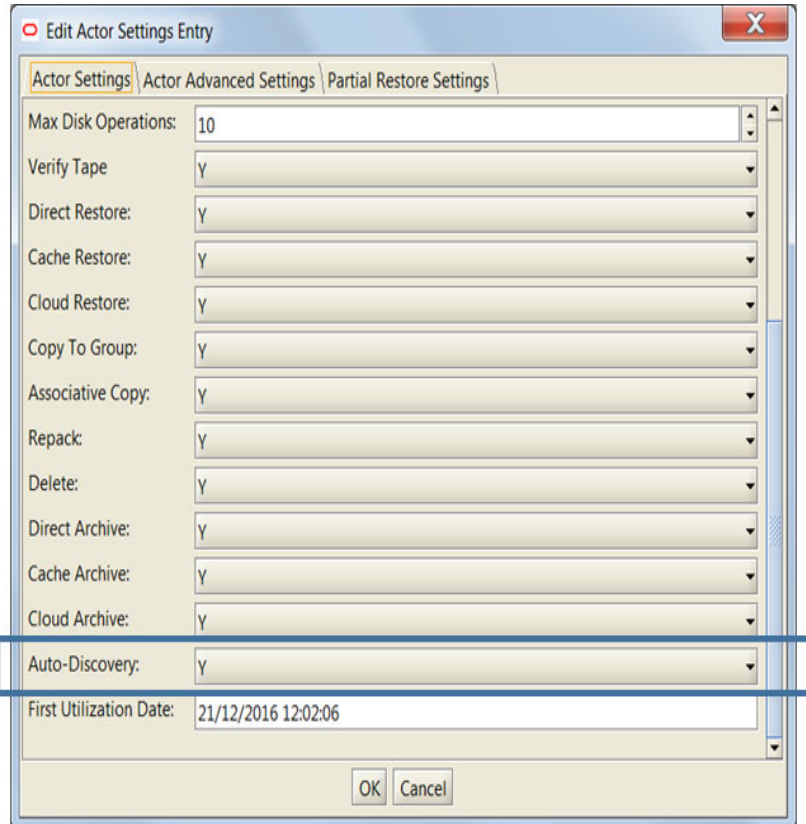 Edit Actor Settings Entry
X
Actor Settings Actor Advanced Settings Partial Restore Settings
Max Disk Operations: 10
Verify Tape Y
Direct Restore: Y
Cache Restore: Y
Cloud Restore: Y
Copy To Group: Y
Associative Copy: Y
Repack: Y
Delete: Y
Direct Archive: Y
Cache Archive: Y
Cloud Archive: Y
Auto-Discovery: Y
First Utilization Date: 21/12/2016 12:02:06
OK Cancel